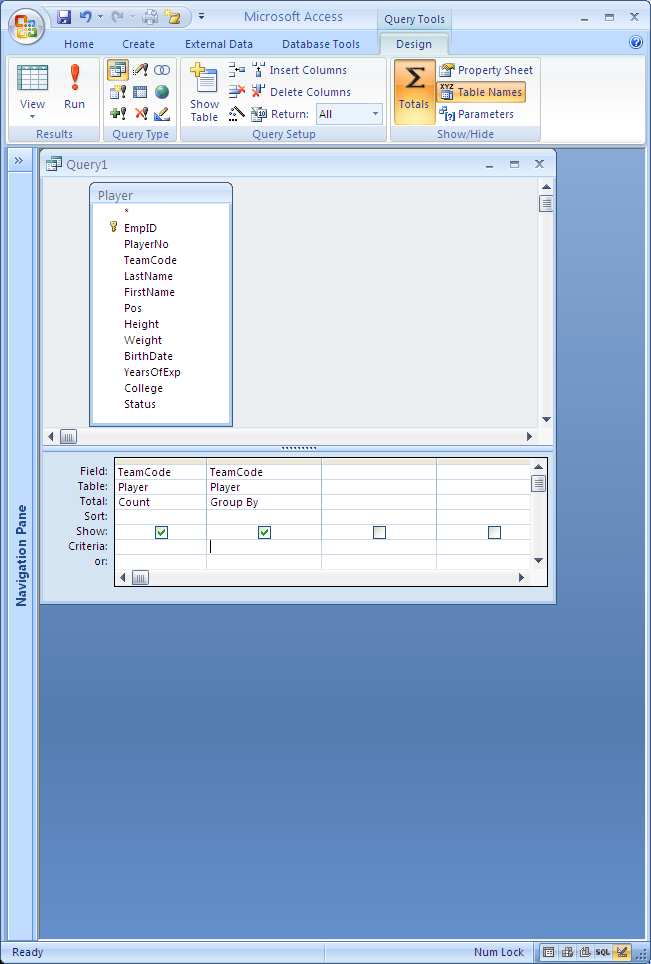 Microsoft Access
Query Tools
Home Create External Data Database Tools Design
View
Run
Results
Query Type
Show Table
Insert Columns
Delete Columns
Return: All
Query Setup
Totals
Property Sheet
XYZ Table Names
Parameters
Show/Hide
»
Navigation Pane
Query1
Player
*
EmpID
PlayerNo
TeamCode
LastName
FirstName
Pos
Height
Weight
BirthDate
YearsOfExp
College
Status
Field: TeamCode TeamCode
Table: Player Player
Total: Count Group By
Sort:
Show:
Criteria:
or:
Ready
Num Lock
SQL